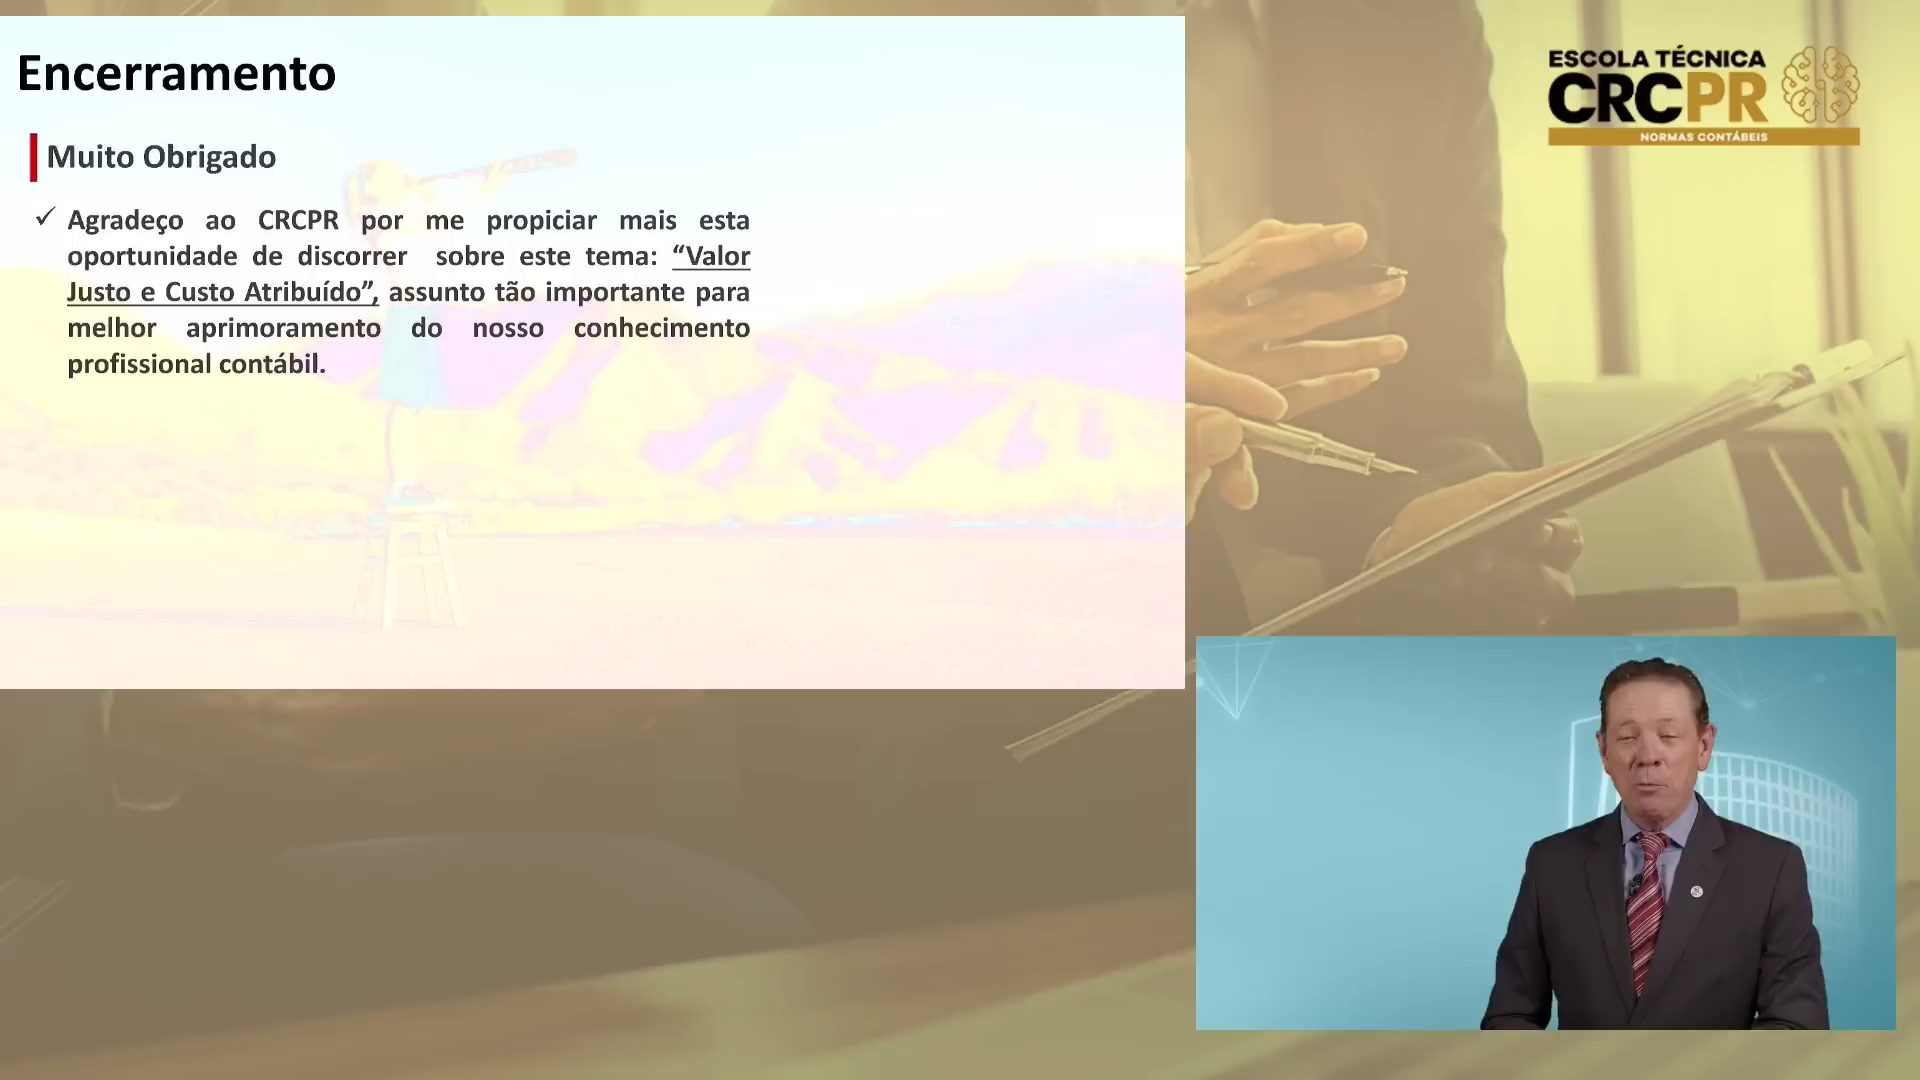 Encerramento
Muito Obrigado
✓ Agradeço ao CRCPR por me propiciar mais esta
oportunidade de discorrer sobre este tema: “Valor
Justo e Custo Atribuído”, assunto tão importante para
melhor aprimoramento do nosso conhecimento
profissional contábil.
ESCOLA TÉCNICA
CRCPR
NORMAS CONTÁBEIS